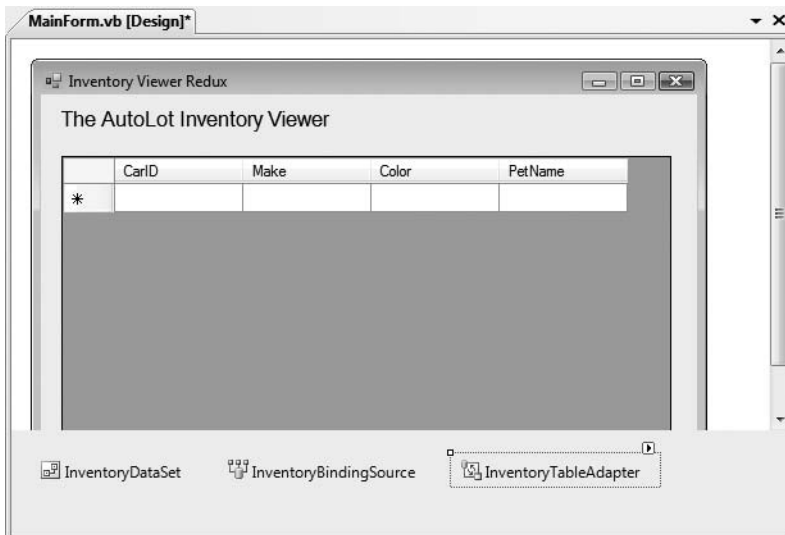 MainForm.vb [Design]*
Inventory Viewer Redux
The AutoLot Inventory Viewer
CarID Make Color PetName
InventoryDataSet InventoryBindingSource InventoryTableAdapter